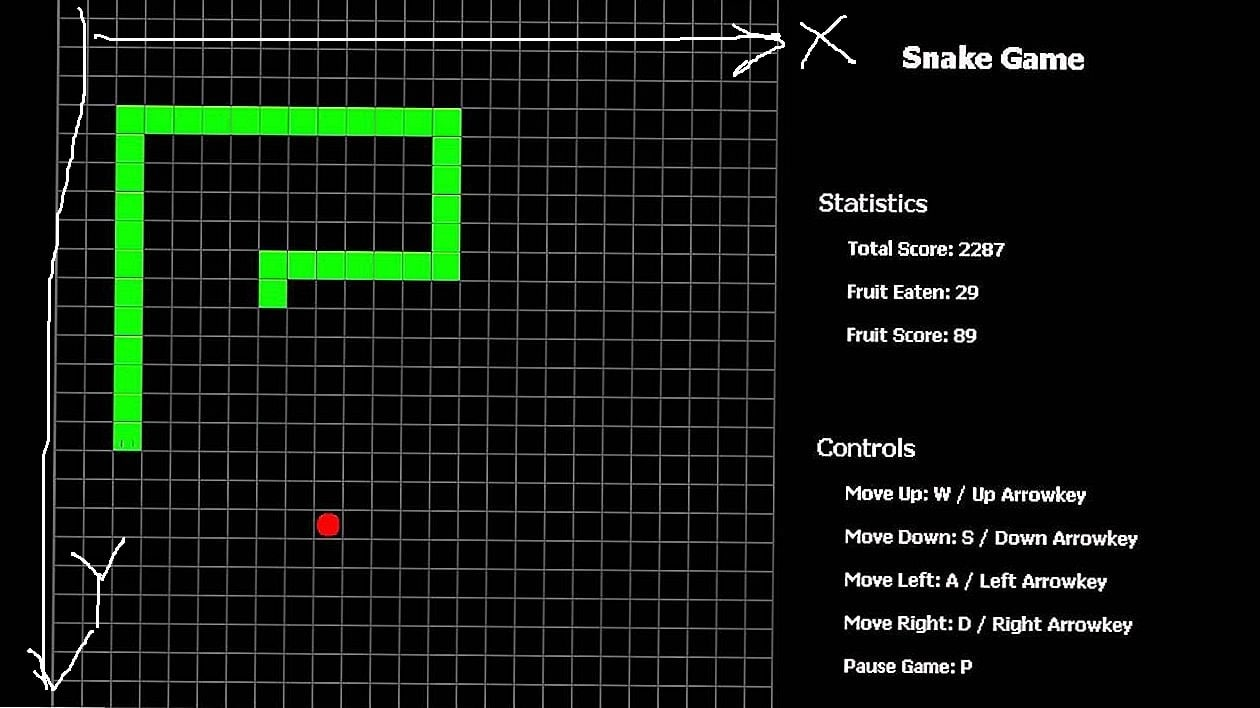 X
Snake Game
Statistics
Total Score: 2287
Fruit Eaten: 29
Fruit Score: 89
Controls
Move Up: W / Up Arrowkey
Move Down: S / Down Arrowkey
Move Left: A / Left Arrowkey
Move Right: D / Right Arrowkey
Pause Game: P
Y